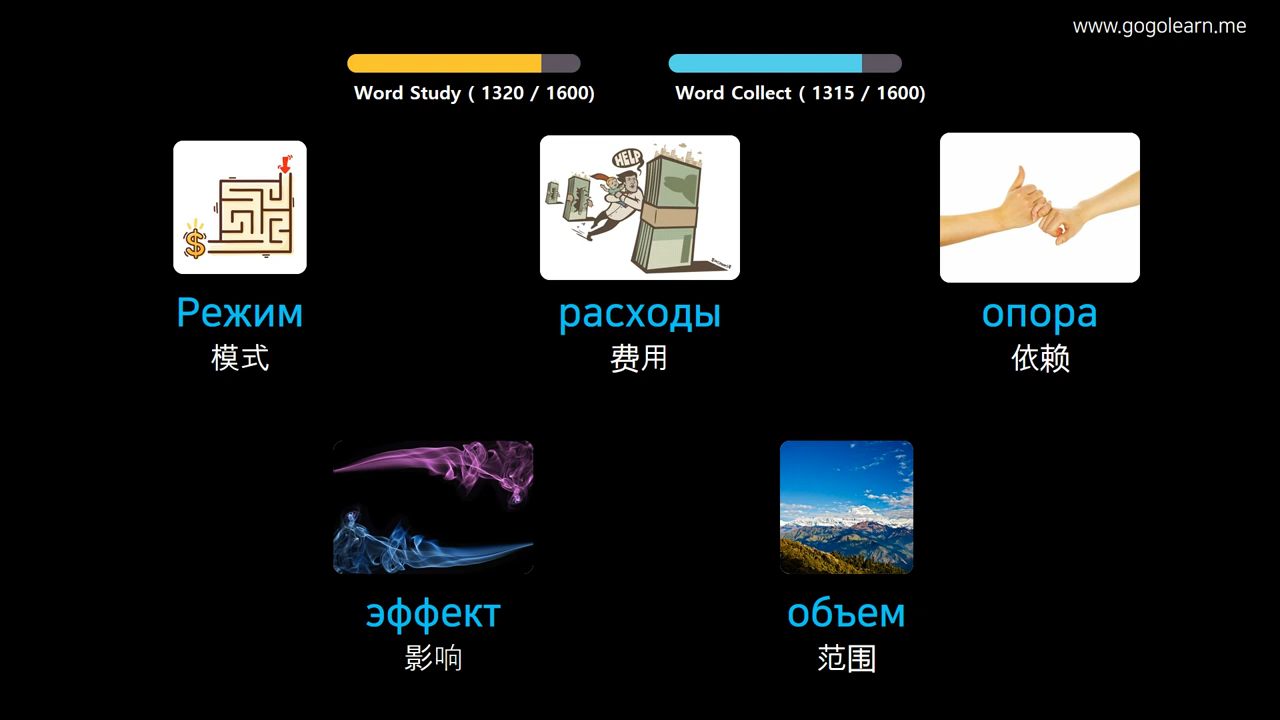 www.gogolearn.me
Word Study ( 1320 / 1600)
Word Collect ( 1315 / 1600)
HELP
Режим
расходы
опора
模式
费用
依赖
эффект
объем
影响
范围